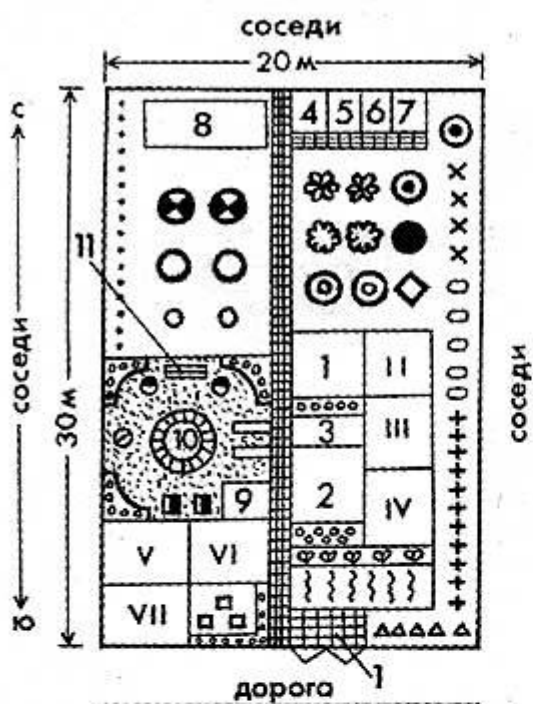 соседи
20 м
с
4 5 6 7
8
11
соседи
30 м
соседи
1
II
10
3
III
9
2
IV
V
VI
VII
ю
1
дорога